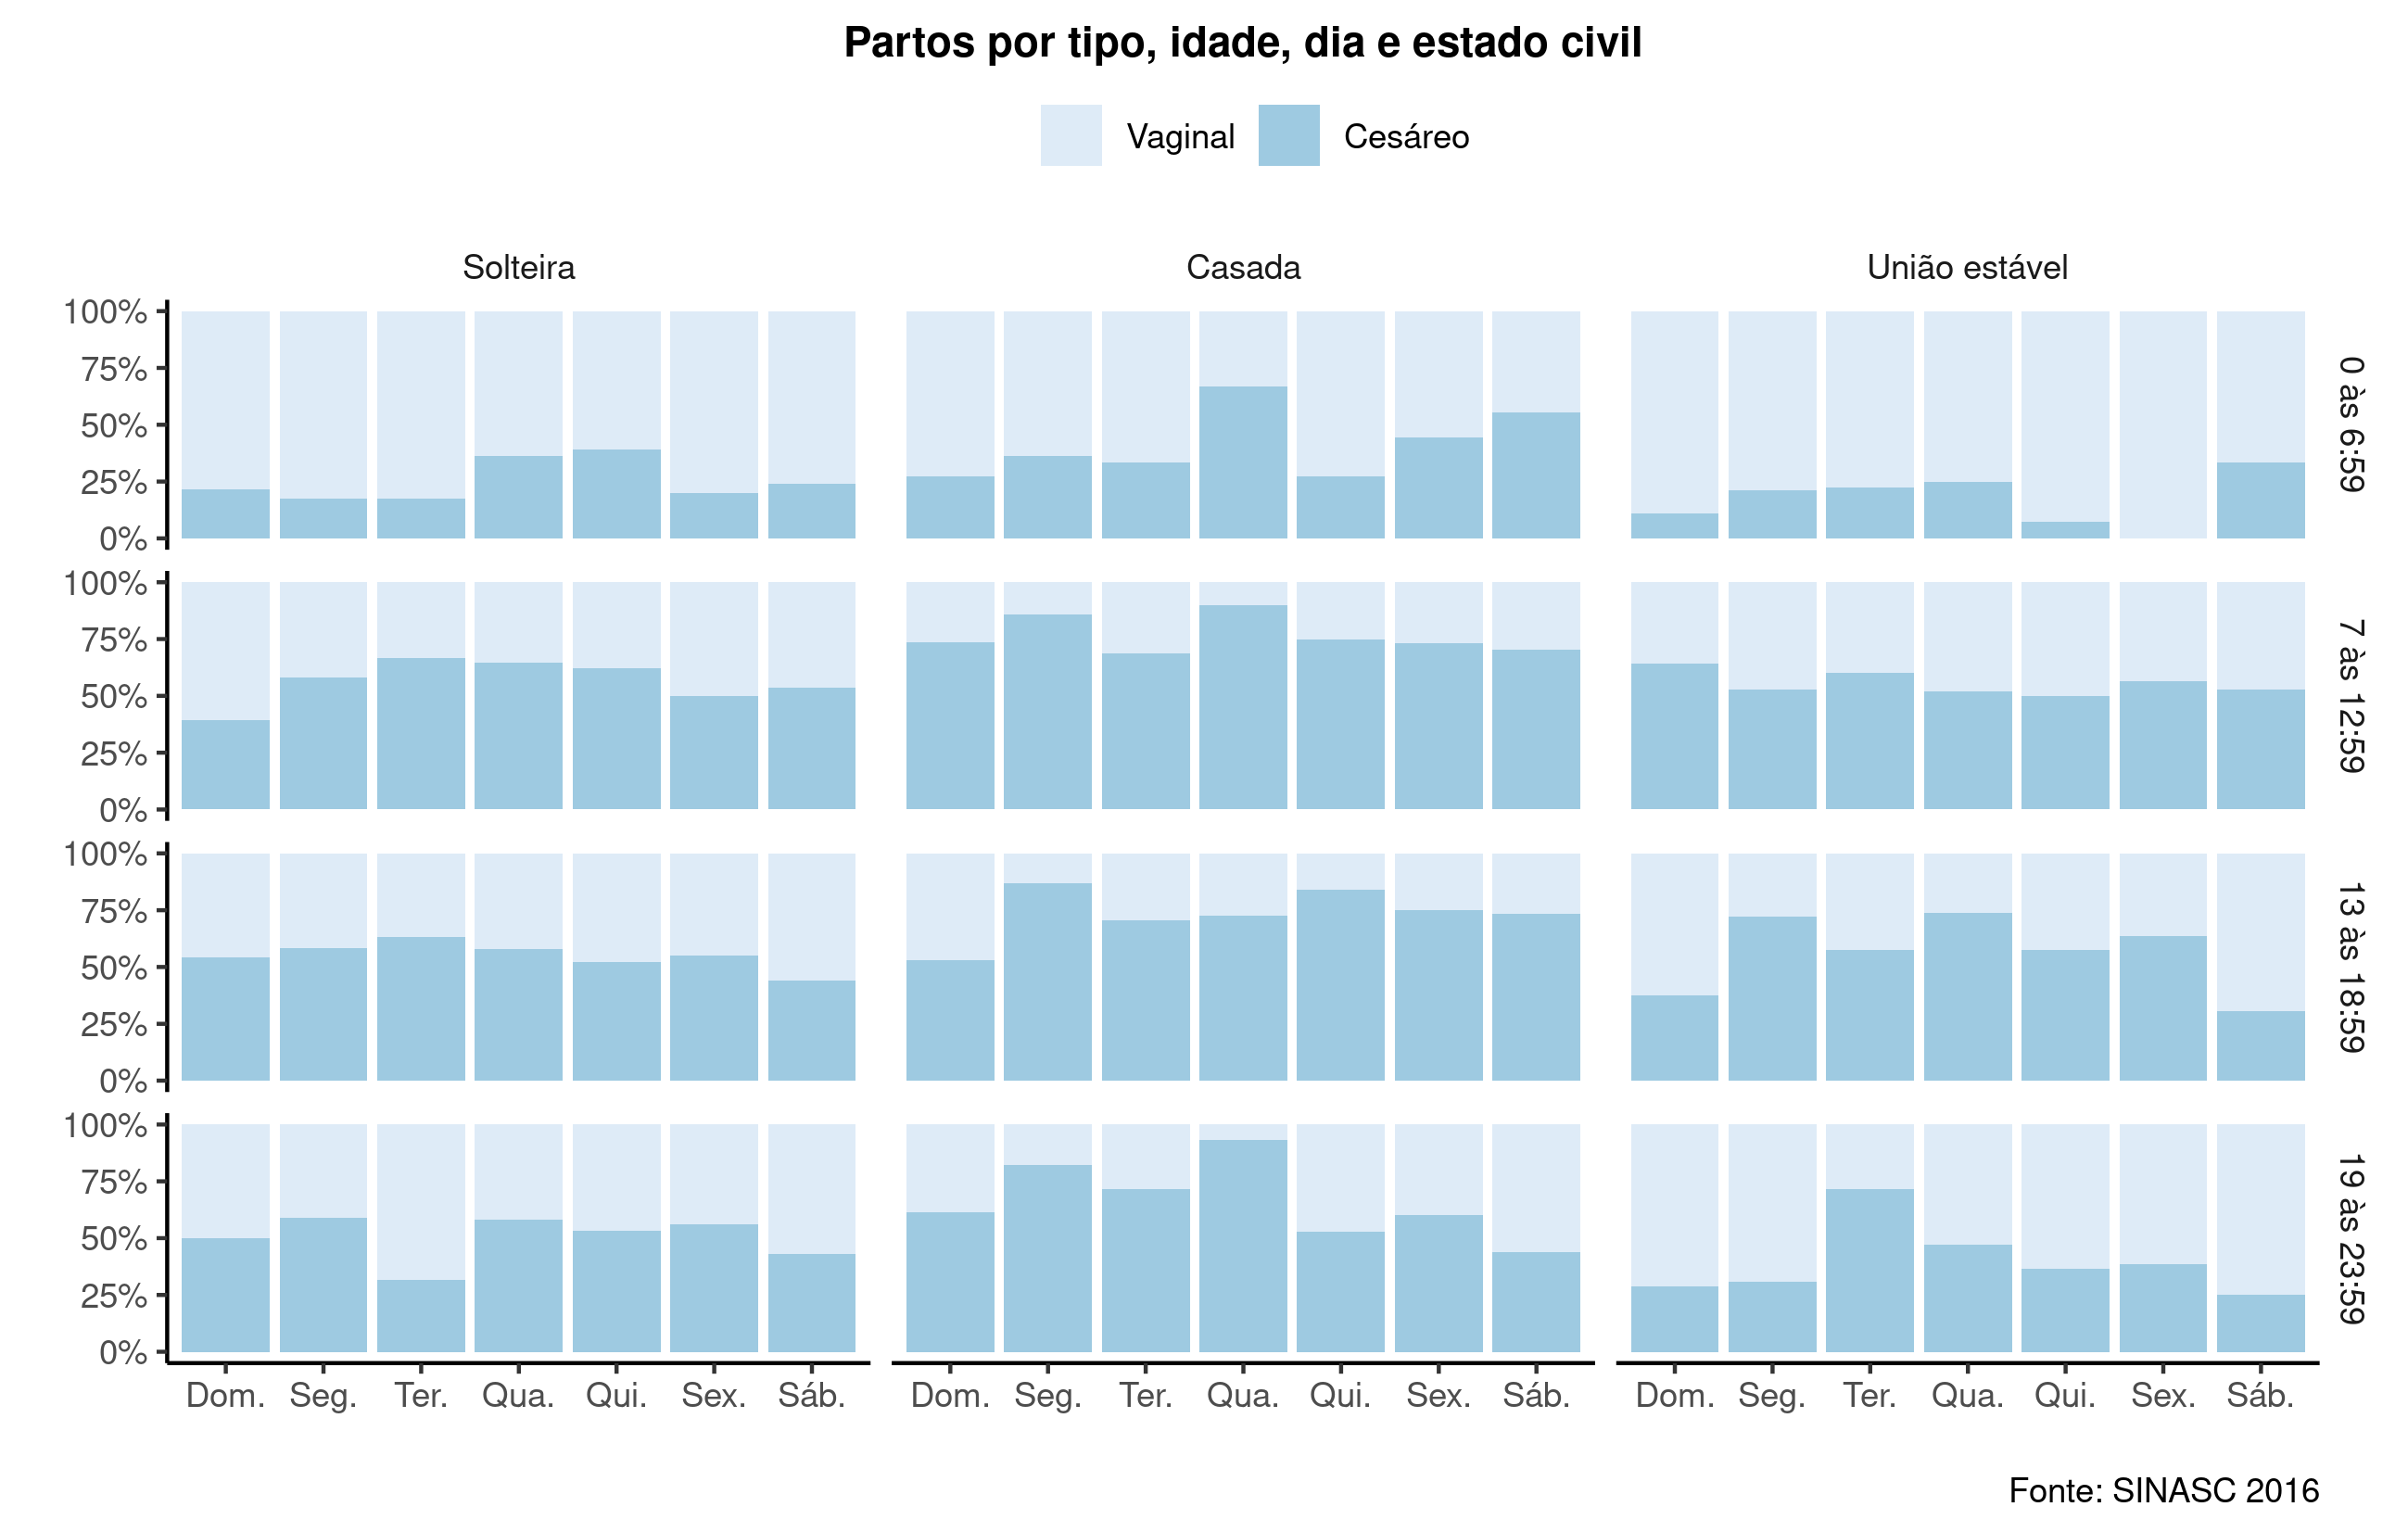 Partos por tipo, idade, dia e estado civil
Vaginal Cesáreo
Solteira Casada União estável
100%
75%
50%
25%
0%
0 às 6:59
100%
75%
50%
25%
0%
7 às 12:59
100%
75%
50%
25%
0%
13 às 18:59
100%
75%
50%
25%
0%
19 às 23:59
Dom. Seg. Ter. Qua. Qui. Sex. Sáb. Dom. Seg. Ter. Qua. Qui. Sex. Sáb. Dom. Seg. Ter. Qua. Qui. Sex. Sáb.
Fonte: SINASC 2016